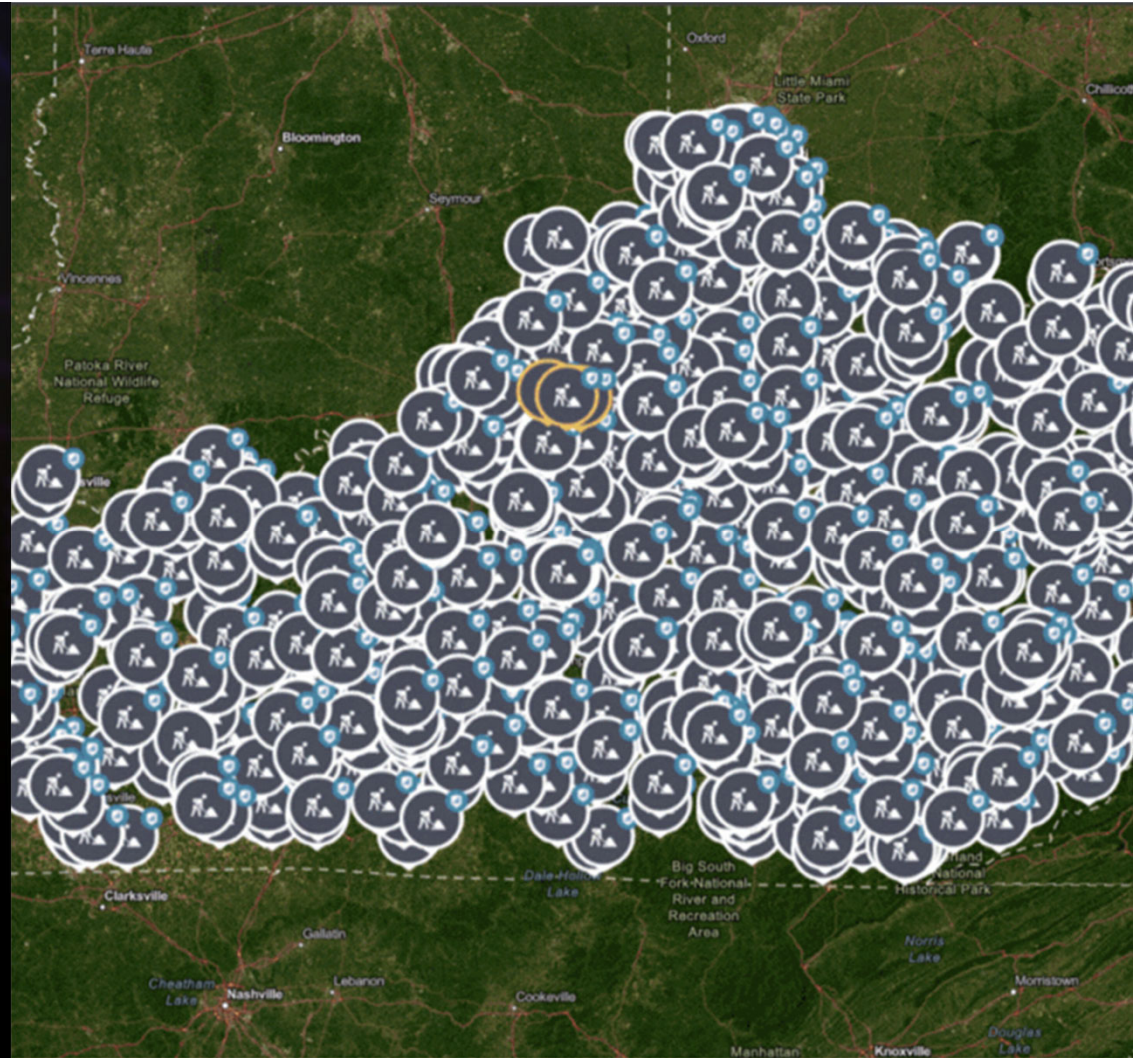 Oxford
Terre Haute
Little Miami
State Park
Chillicot
Bloomington
Seymour
Vincennes
Patoka River
National Wildlife
Refuge
sville
sville
Big South
Fork National
River and
Recreation
Area
Dale Hollow
Lake
National
Historical Park
Clarksville
Gallatin
Norris
Lake
Cheatham
Lake
Nashville
Lebanon
Cookeville
Morristown
Douglas
Lake
Manhattan
Knoxville